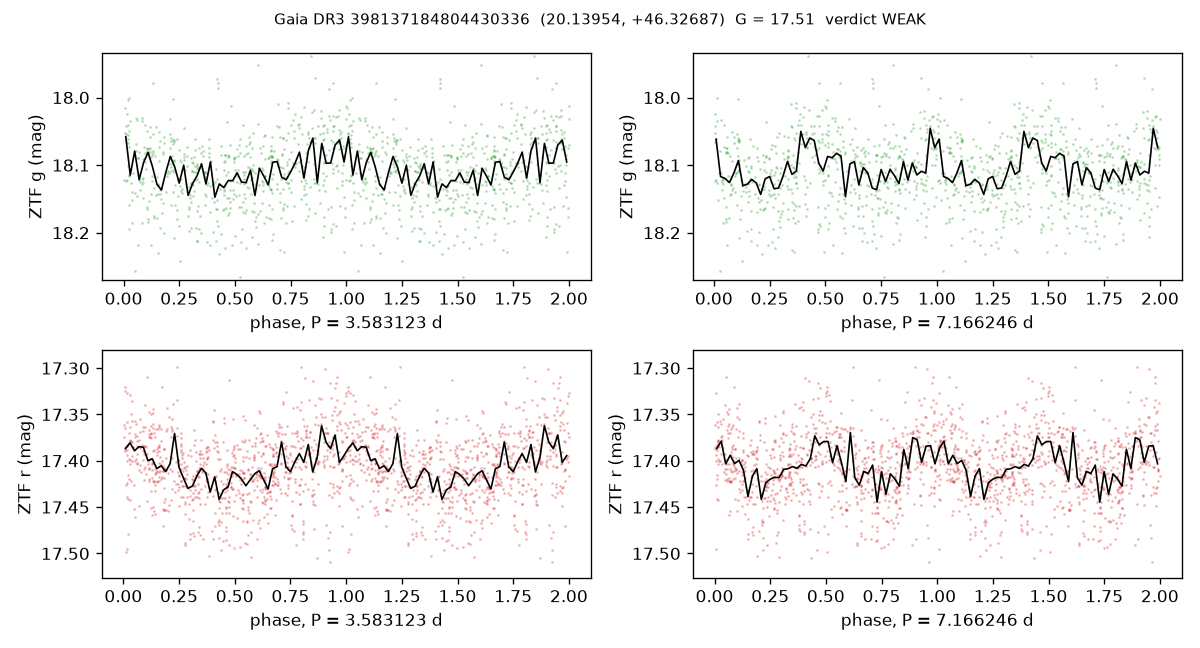 Gaia DR3 398137184804430336 (20.13954, +46.32687) G = 17.51 verdict WEAK
ZTF g (mag)
18.0
18.1
18.2
0.00 0.25 0.50 0.75 1.00 1.25 1.50 1.75 2.00
phase, P = 3.583123 d
ZTF g (mag)
18.0
18.1
18.2
0.00 0.25 0.50 0.75 1.00 1.25 1.50 1.75 2.00
phase, P = 7.166246 d
ZTF r (mag)
17.30
17.35
17.40
17.45
17.50
0.00 0.25 0.50 0.75 1.00 1.25 1.50 1.75 2.00
phase, P = 3.583123 d
ZTF r (mag)
17.30
17.35
17.40
17.45
17.50
0.00 0.25 0.50 0.75 1.00 1.25 1.50 1.75 2.00
phase, P = 7.166246 d